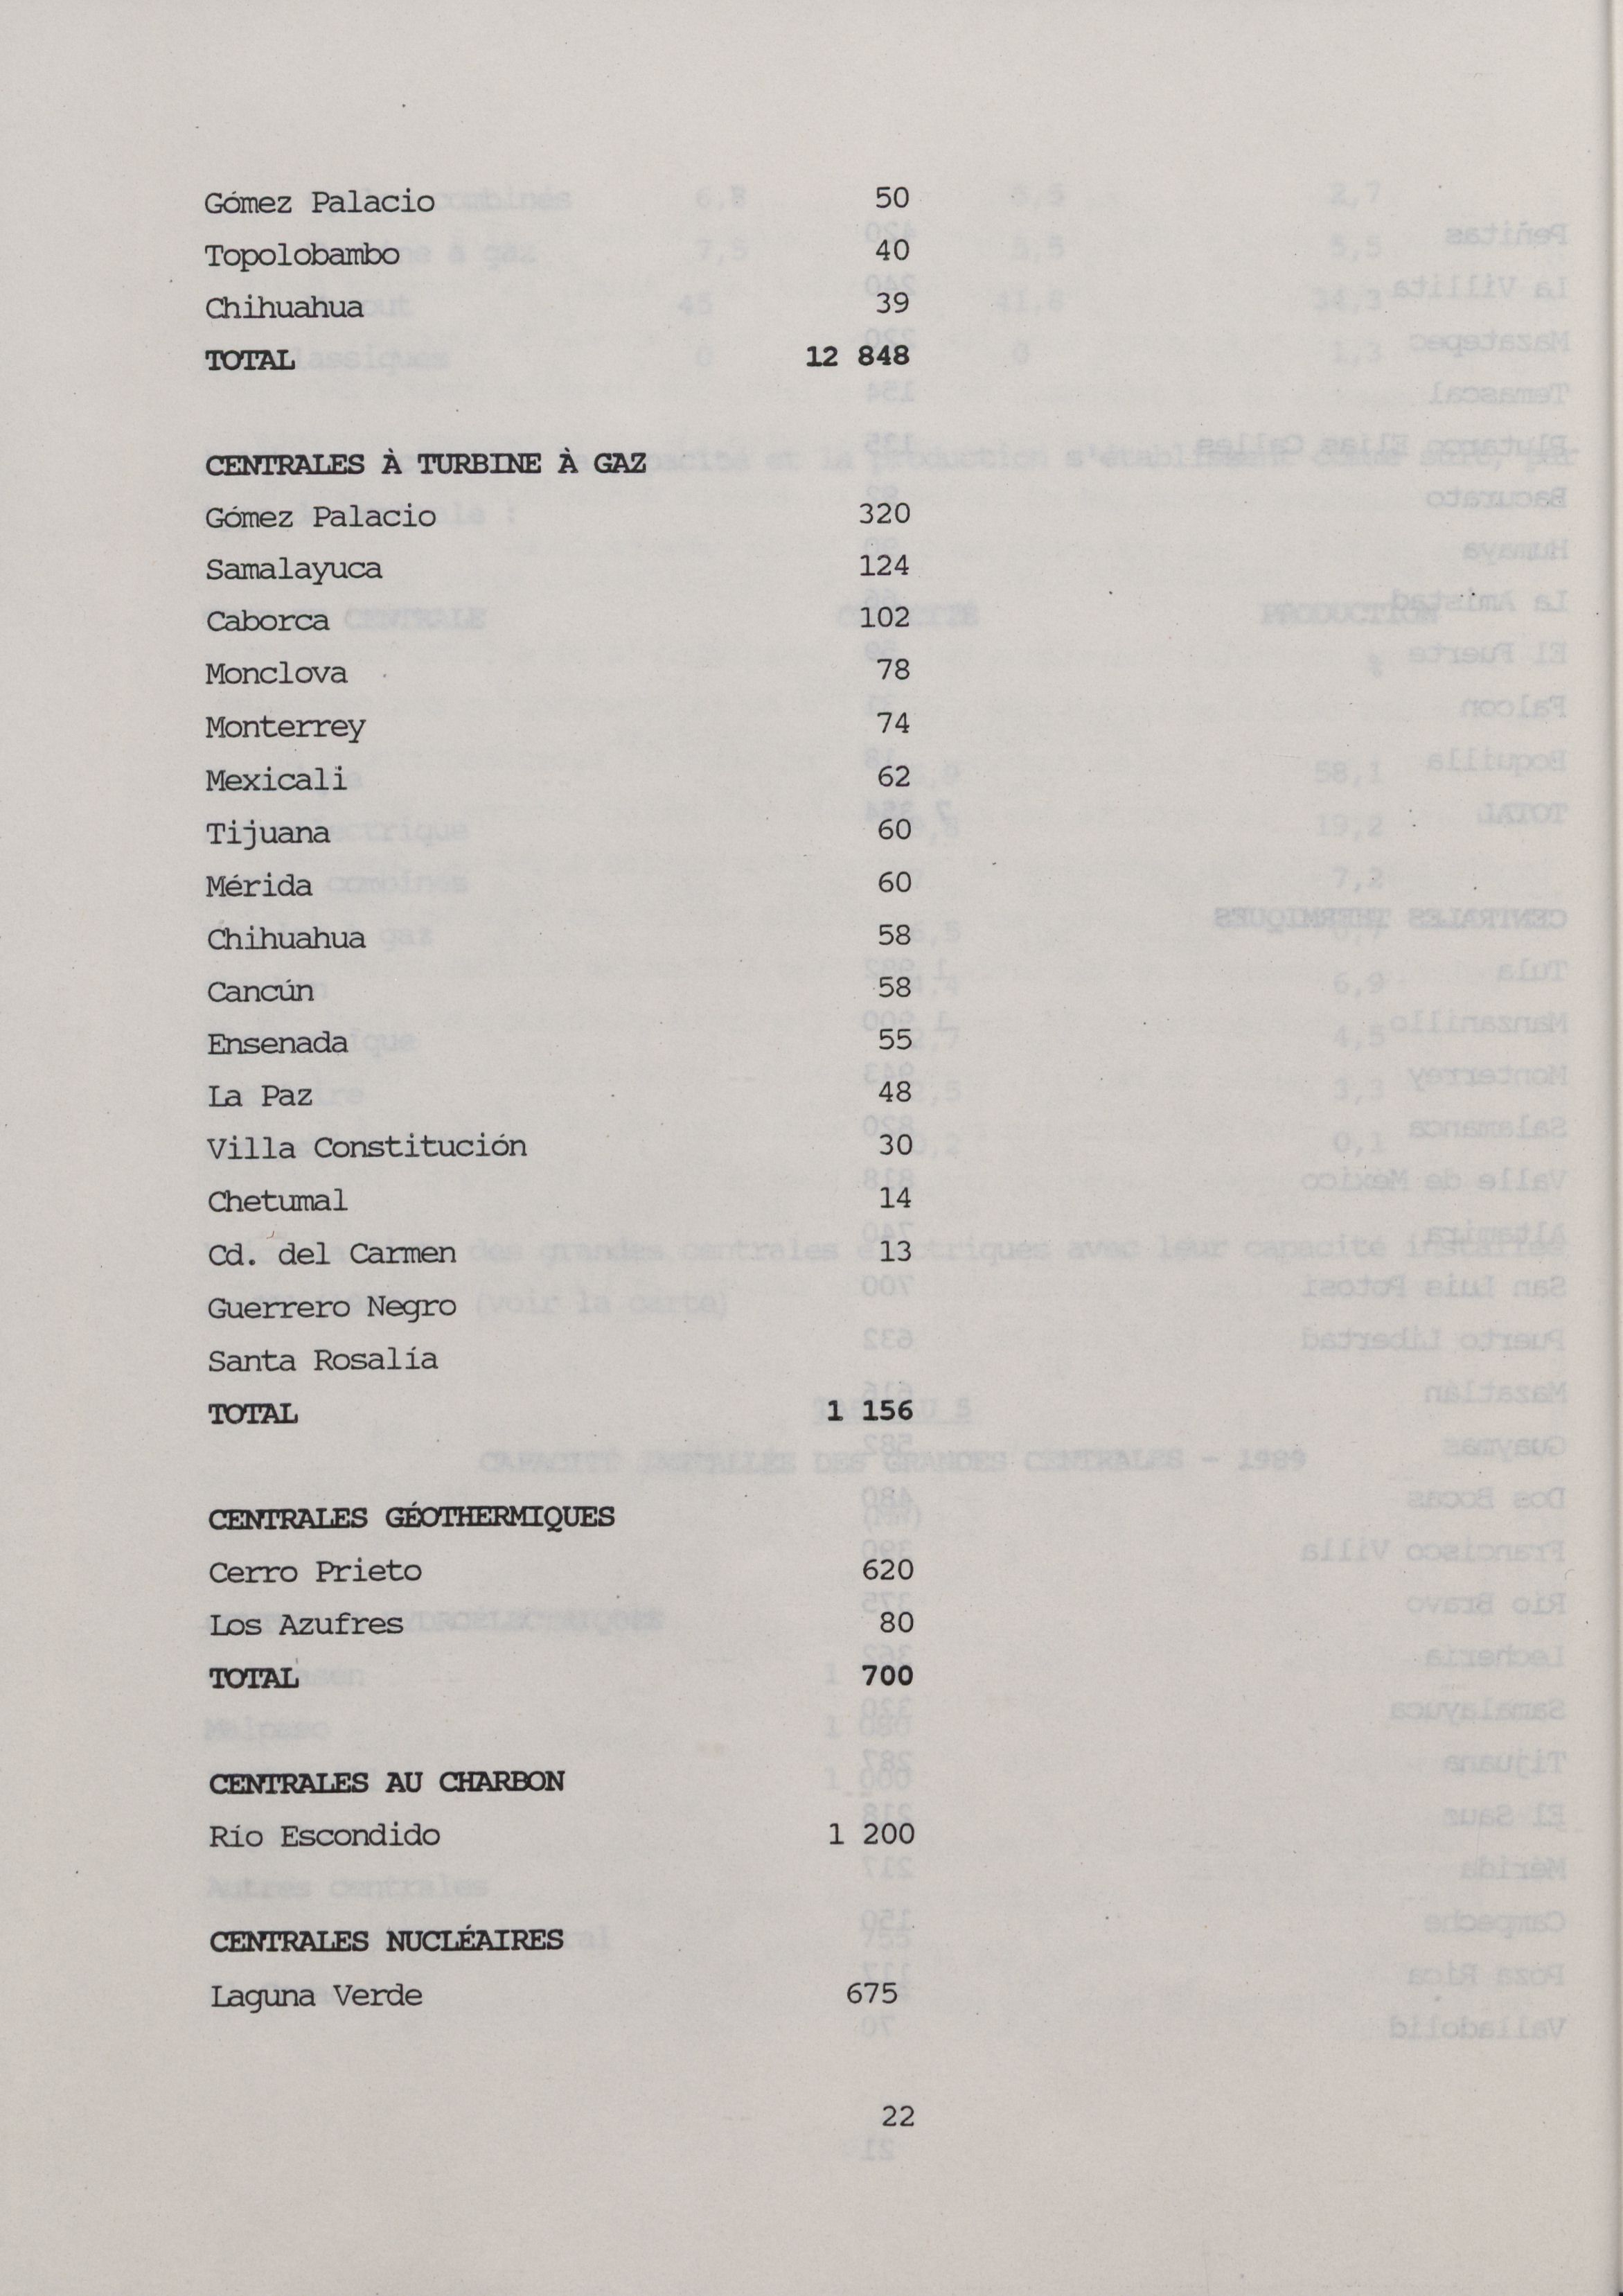 Gómez Palacio 50
Topolobambo 40
Chihuahua 39
TOTAL 12 848
CENTRALES À TURBINE À GAZ
Gómez Palacio 320
Samalayuca 124
Caborca 102
Monclova 78
Monterrey 74
Mexicali 62
Tijuana 60
Mérida 60
Chihuahua 58
Cancún 58
Ensenada 55
La Paz 48
Villa Constitución 30
Chetumal 14
Cd. del Carmen 13
Guerrero Negro
Santa Rosalía
TOTAL 1 156
CENTRALES GÉOTHERMIQUES
Cerro Prieto 620
Los Azufres 80
TOTAL 700
CENTRALES AU CHARBON
Río Escondido 1 200
CENTRALES NUCLÉAIRES
Laguna Verde 675
22